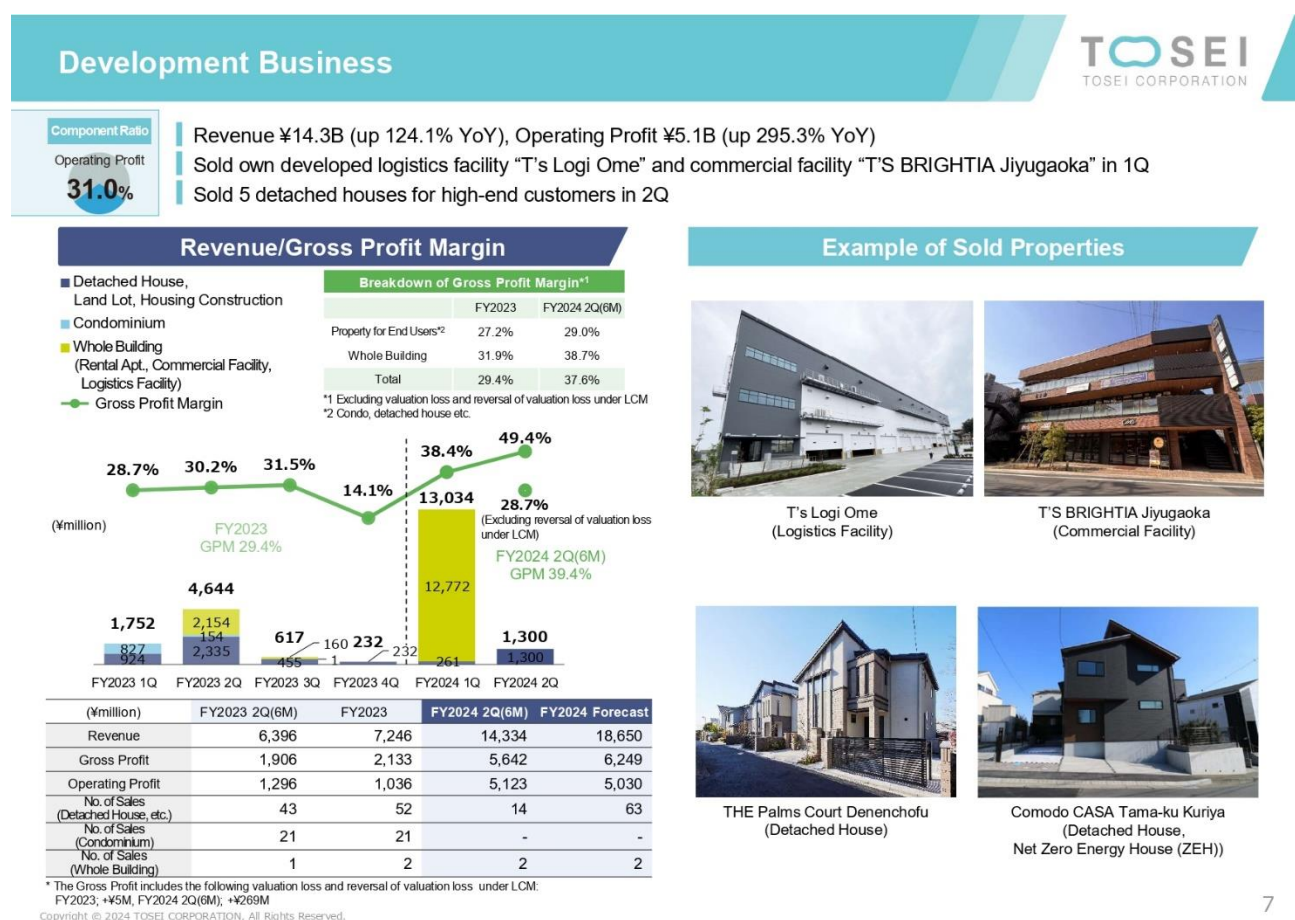 Development Business
TOSEI
TOSEI CORPORATION
Component Ratio
Operating Profit
31.0%
Revenue ¥14.3B (up 124.1% YoY), Operating Profit ¥5.1B (up 295.3% YoY)
Sold own developed logistics facility “T’s Logi Ome” and commercial facility “T’S BRIGHTIA Jiyugaoka” in 1Q
Sold 5 detached houses for high-end customers in 2Q
Revenue/Gross Profit Margin
Detached House,
Land Lot, Housing Construction
Condominium
Whole Building
(Rental Apt., Commercial Facility,
Logistics Facility)
Gross Profit Margin
Breakdown of Gross Profit Margin*1
FY2023 FY2024 2Q(6M)
Property for End Users*2 27.2% 29.0%
Whole Building 31.9% 38.7%
Total 29.4% 37.6%
*1 Excluding valuation loss and reversal of valuation loss under LCM
*2 Condo, detached house etc.
28.7% 30.2% 31.5% 14.1% 38.4% 49.4%
28.7%
(Excluding reversal of valuation loss
under LCM)
(¥million)
FY2023
GPM 29.4%
FY2024 2Q(6M)
GPM 39.4%
1,752
827
924
4,644
2,154
154
2,335
617
160
455
1
232
232
13,034
12,772
261
1,300
1,300
FY2023 1Q FY2023 2Q FY2023 3Q FY2023 4Q FY2024 1Q FY2024 2Q
(¥million) FY2023 2Q(6M) FY2023 FY2024 2Q(6M) FY2024 Forecast
Revenue 6,396 7,246 14,334 18,650
Gross Profit 1,906 2,133 5,642 6,249
Operating Profit 1,296 1,036 5,123 5,030
No. of Sales
(Detached House, etc.) 43 52 14 63
No. of Sales
(Condominium) 21 21 - -
No. of Sales
(Whole Building) 1 2 2 2
* The Gross Profit includes the following valuation loss and reversal of valuation loss under LCM:
FY2023; +¥5M, FY2024 2Q(6M); +¥269M
Example of Sold Properties
T’s Logi Ome
(Logistics Facility)
T’S BRIGHTIA Jiyugaoka
(Commercial Facility)
THE Palms Court Denenchofu
(Detached House)
Comodo CASA Tama-ku Kuriya
(Detached House,
Net Zero Energy House (ZEH))
Copyright © 2024 TOSEI CORPORATION. All Rights Reserved.
7